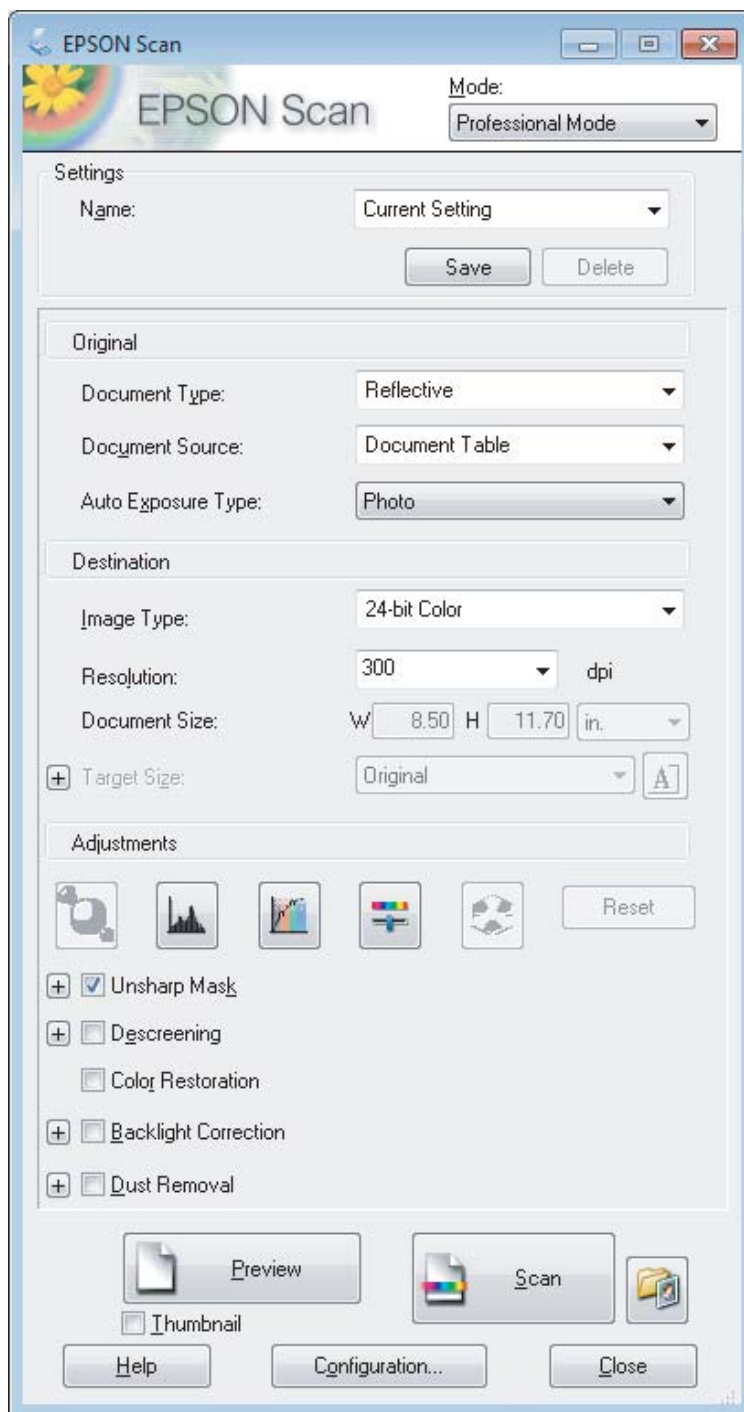 EPSON Scan
EPSON Scan
Mode:
Professional Mode
Settings
Name:
Current Setting
Save
Delete
Original
Document Type:
Reflective
Document Source:
Document Table
Auto Exposure Type:
Photo
Destination
Image Type:
24-bit Color
Resolution:
300
dpi
Document Size:
W 8.50 H 11.70 in.
Target Size:
Original
A
Adjustments
Reset
Unsharp Mask
Descreening
Color Restoration
Backlight Correction
Dust Removal
Preview
Scan
Thumbnail
Help
Configuration...
Close